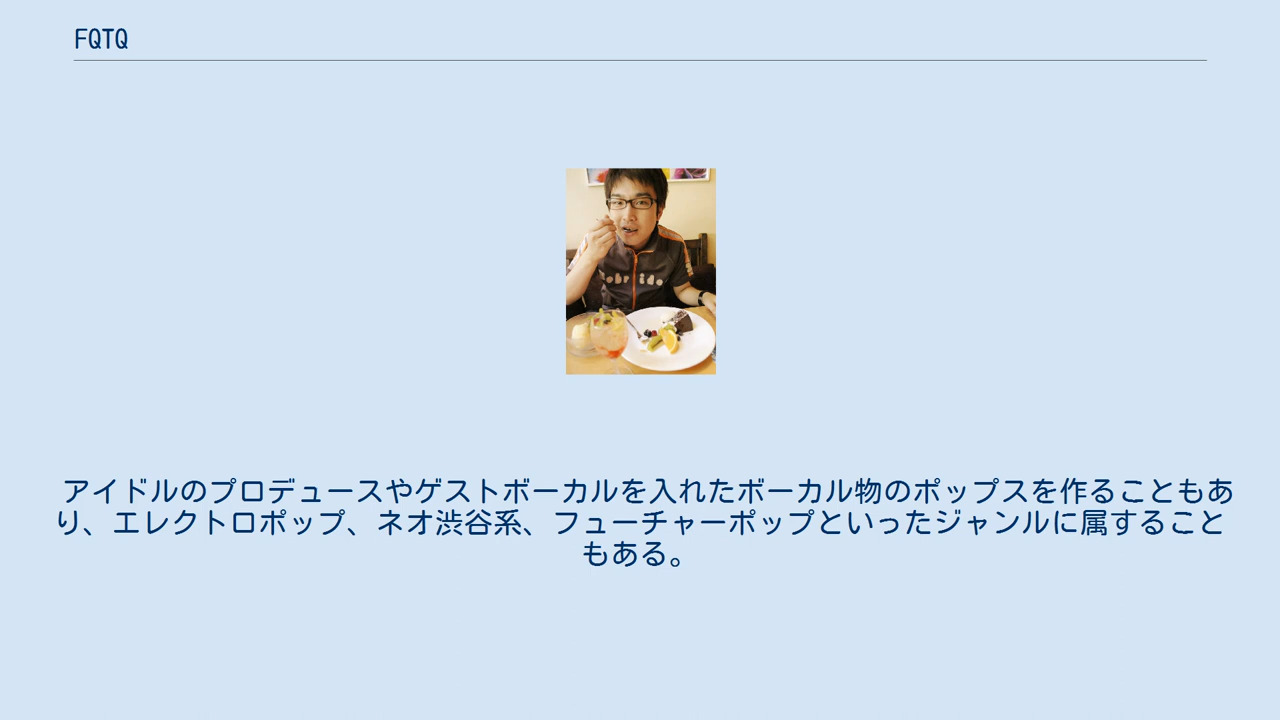 FQTQ
アイドルのプロデュースやゲストボーカルを入れたボーカル物のポップスを作ることもあ
り、エレクトロポップ、ネオ渋谷系、フューチャーポップといったジャンルに属すること
もある。